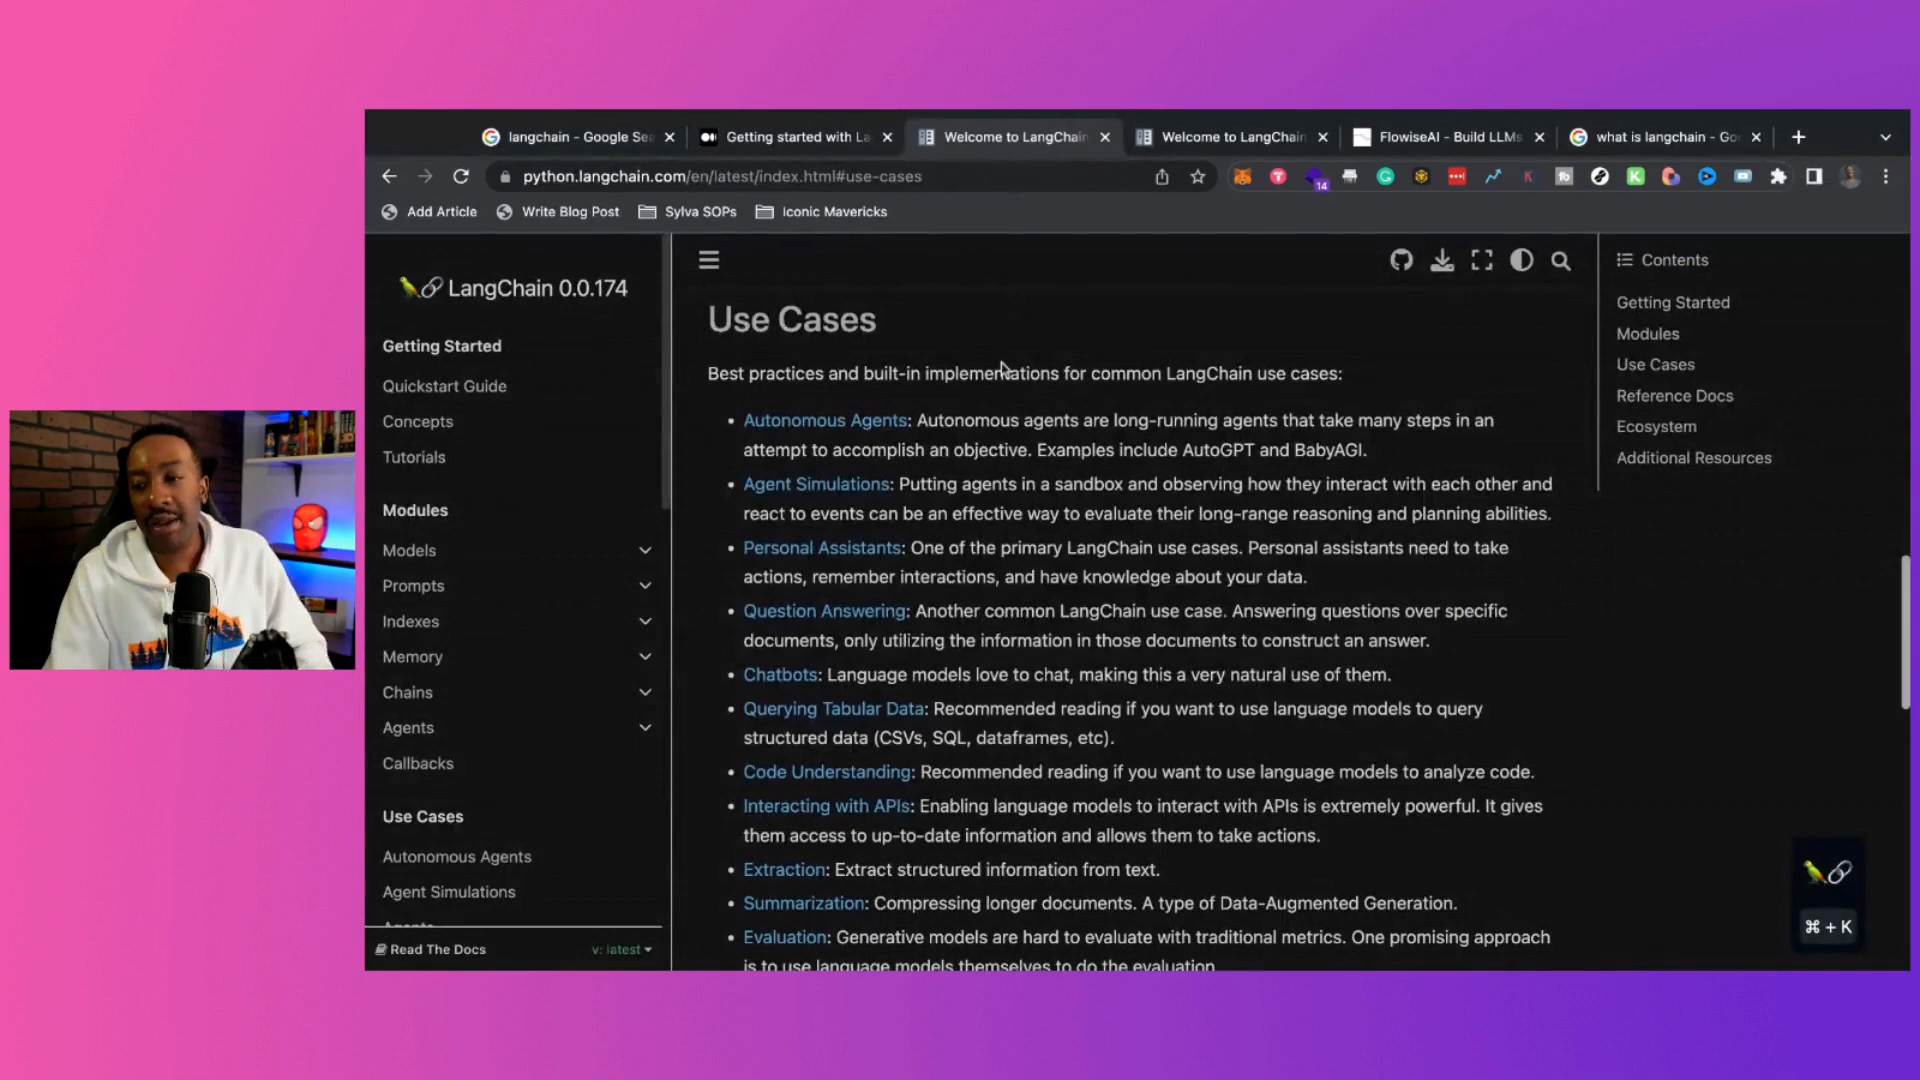 langchain - Google Sea
Getting started with La
Welcome to LangChain
Welcome to LangChain
FlowiseAI - Build LLMs
what is langchain - Goo
python.langchain.com/en/latest/index.html#use-cases
14
Add Article
Write Blog Post
Sylva SOPs
Iconic Mavericks
LangChain 0.0.174
Getting Started
Quickstart Guide
Concepts
Tutorials
Modules
Models
Prompts
Indexes
Memory
Chains
Agents
Callbacks
Use Cases
Autonomous Agents
Agent Simulations
Agents
Read The Docs
v: latest
Use Cases
Best practices and built-in implementations for common LangChain use cases:
• Autonomous Agents: Autonomous agents are long-running agents that take many steps in an
attempt to accomplish an objective. Examples include AutoGPT and BabyAGI.
• Agent Simulations: Putting agents in a sandbox and observing how they interact with each other and
react to events can be an effective way to evaluate their long-range reasoning and planning abilities.
• Personal Assistants: One of the primary LangChain use cases. Personal assistants need to take
actions, remember interactions, and have knowledge about your data.
• Question Answering: Another common LangChain use case. Answering questions over specific
documents, only utilizing the information in those documents to construct an answer.
• Chatbots: Language models love to chat, making this a very natural use of them.
• Querying Tabular Data: Recommended reading if you want to use language models to query
structured data (CSVs, SQL, dataframes, etc).
• Code Understanding: Recommended reading if you want to use language models to analyze code.
• Interacting with APIs: Enabling language models to interact with APIs is extremely powerful. It gives
them access to up-to-date information and allows them to take actions.
• Extraction: Extract structured information from text.
• Summarization: Compressing longer documents. A type of Data-Augmented Generation.
• Evaluation: Generative models are hard to evaluate with traditional metrics. One promising approach
is to use language models themselves to do the evaluation.
Contents
Getting Started
Modules
Use Cases
Reference Docs
Ecosystem
Additional Resources
⌘ + K